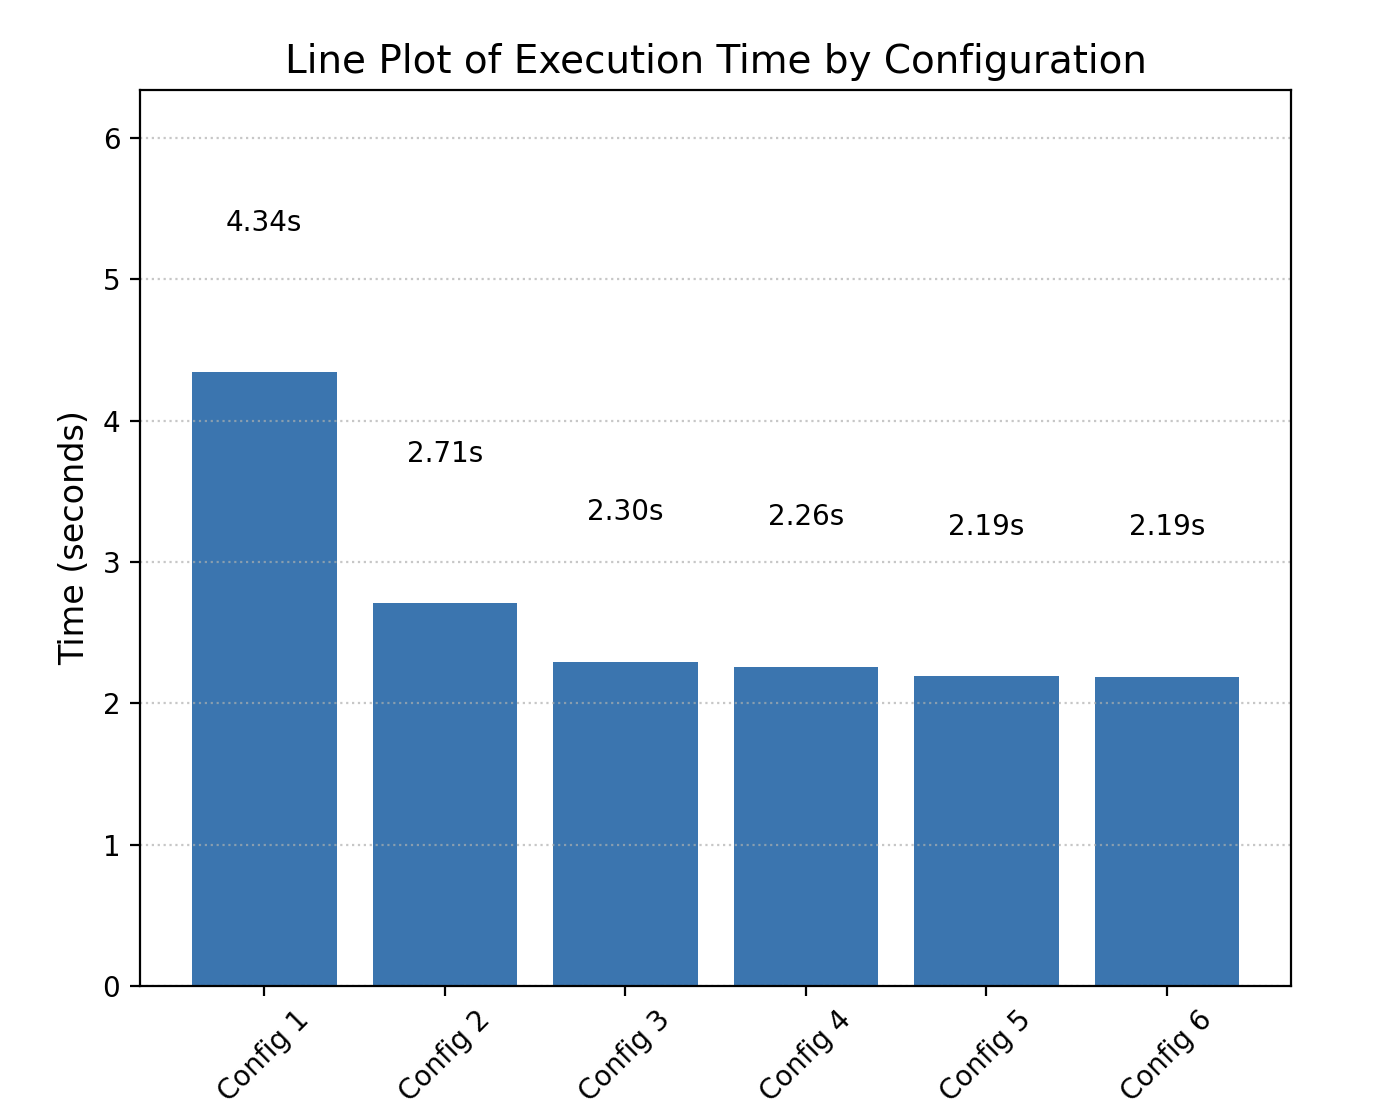 Line Plot of Execution Time by Configuration
Time (seconds)
6
5
4
3
2
1
0
4.34s
2.71s
2.30s
2.26s
2.19s
2.19s
Config 1
Config 2
Config 3
Config 4
Config 5
Config 6